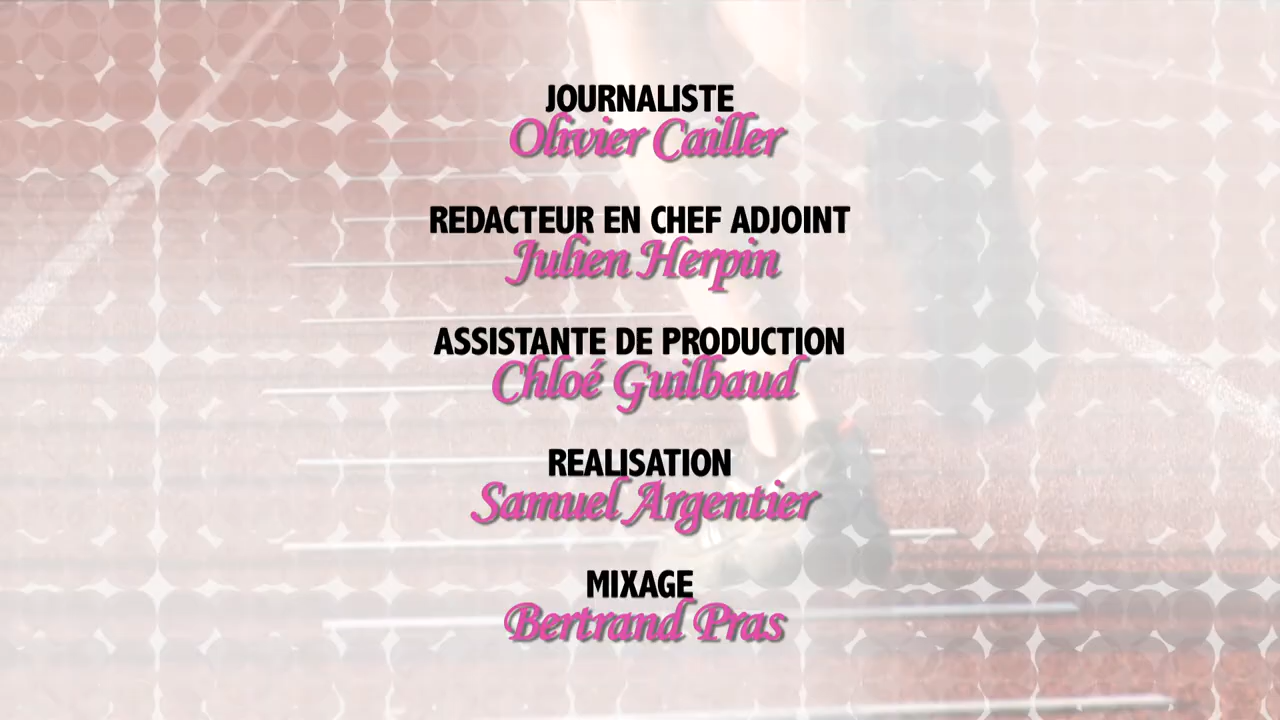 JOURNALISTE
Olivier Cailler
REDACTEUR EN CHEF ADJOINT
Julien Herpin
ASSISTANTE DE PRODUCTION
Chloé Guilbaud
REALISATION
Samuel Argentier
MIXAGE
Bertrand Pras